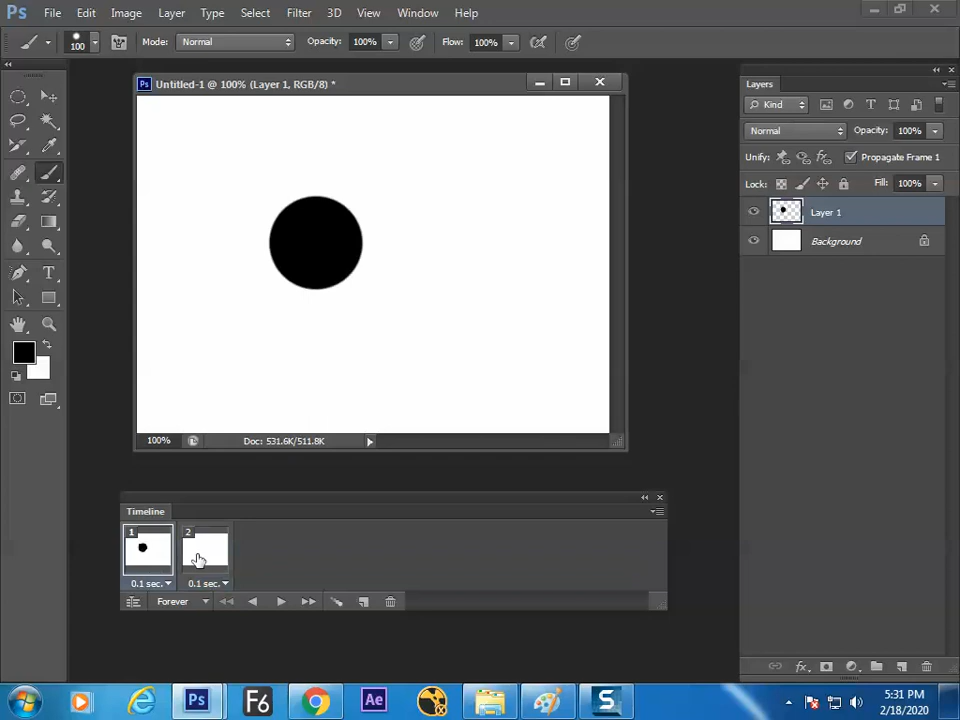 Ps File Edit Image Layer Type Select Filter 3D View Window Help
100 Mode: Normal Opacity: 100% Flow: 100%
Untitled-1 @ 100% (Layer 1, RGB/8) *
100% Doc: 531.6K/511.8K
Layers
Kind
Normal Opacity: 100%
Unify: Propagate Frame 1
Lock: Fill: 100%
Layer 1
Background
Timeline
1 2
0.1 sec. 0.1 sec.
Forever
Ps F6 Ae S 5:31 PM
2/18/2020